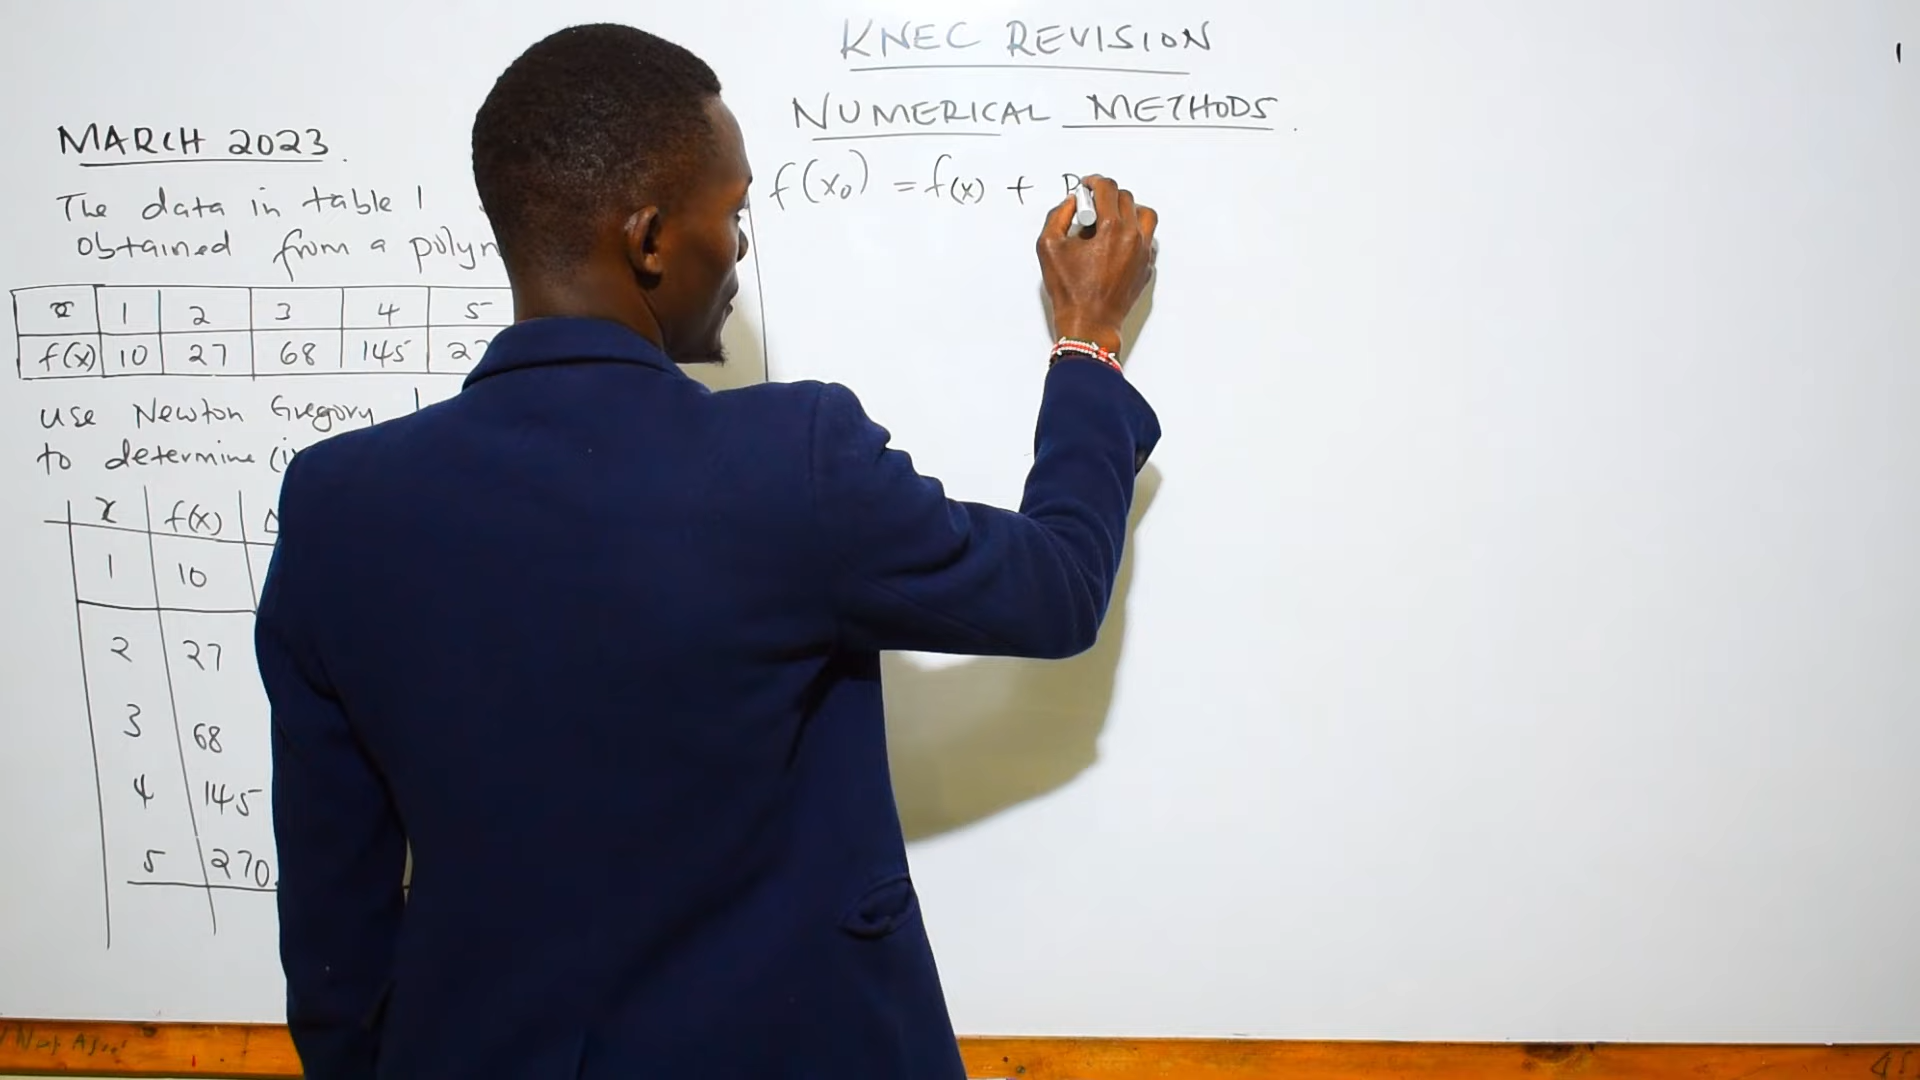 KNEC REVISION
NUMERICAL METHODS.
MARCH 2023.
The data in table 1
obtained from a polyn
x 1 2 3 4 5
f(x) 10 27 68 145 27
use Newton Gregory
to determine (i
x f(x) Δ
1 10
2 27
3 68
4 145
5 270
f(x₀) = f(x) + P
1